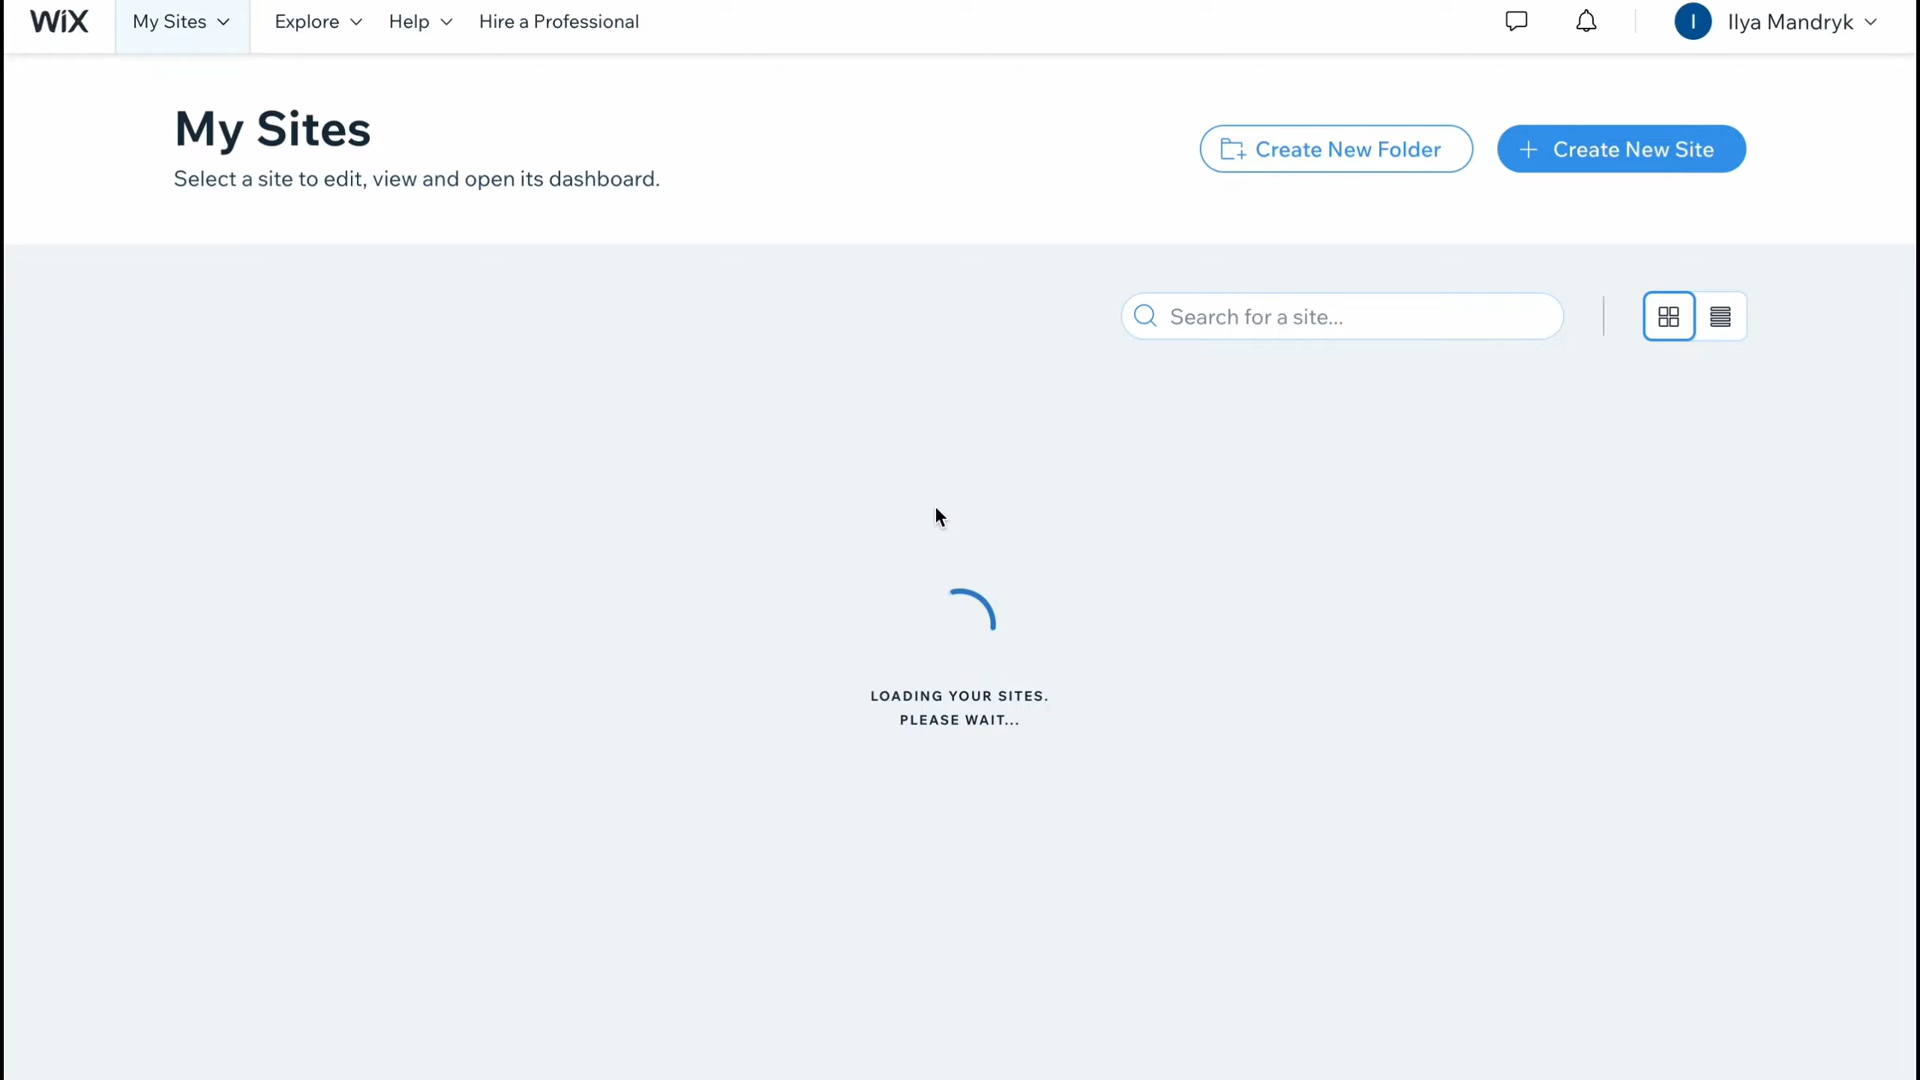 WiX My Sites Explore Help Hire a Professional I Ilya Mandryk
My Sites
Select a site to edit, view and open its dashboard.
Create New Folder
Create New Site
Search for a site...
LOADING YOUR SITES.
PLEASE WAIT...